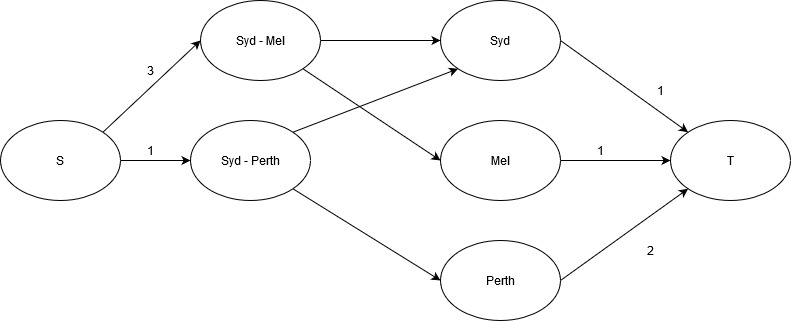 Syd - Mel
Syd
3
1
S
1
Syd - Perth
Mel
1
T
Perth
2